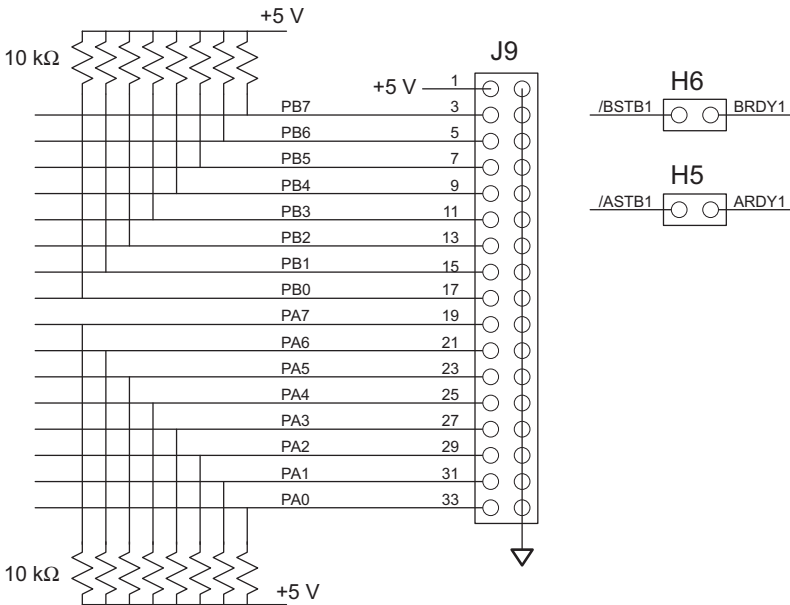 +5 V
10 kΩ
J9
+5 V 1
PB7 3
PB6 5
PB5 7
PB4 9
PB3 11
PB2 13
PB1 15
PB0 17
PA7 19
PA6 21
PA5 23
PA4 25
PA3 27
PA2 29
PA1 31
PA0 33
10 kΩ
+5 V
H6
/BSTB1 BRDY1
H5
/ASTB1 ARDY1